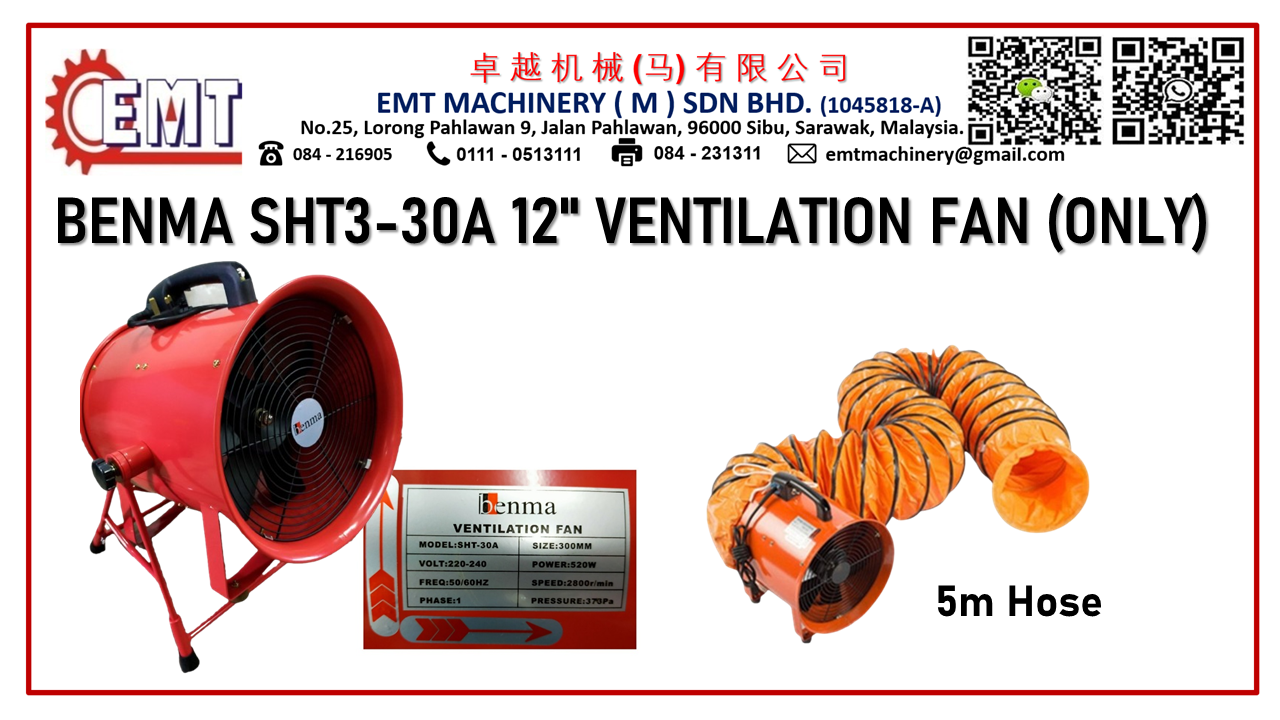 EMT
卓越机械(马)有限公司
EMT MACHINERY ( M ) SDN BHD. (1045818-A)
No.25, Lorong Pahlawan 9, Jalan Pahlawan, 96000 Sibu, Sarawak, Malaysia.
084 - 216905 0111 - 0513111 084 - 231311 emtmachinery@gmail.com
BENMA SHT3-30A 12" VENTILATION FAN (ONLY)
benma
benma
VENTILATION FAN
MODEL:SHT-30A SIZE:300MM
VOLT:220-240 POWER:520W
FREQ:50/60HZ SPEED:2800r/min
PHASE:1 PRESSURE:373Pa
5m Hose